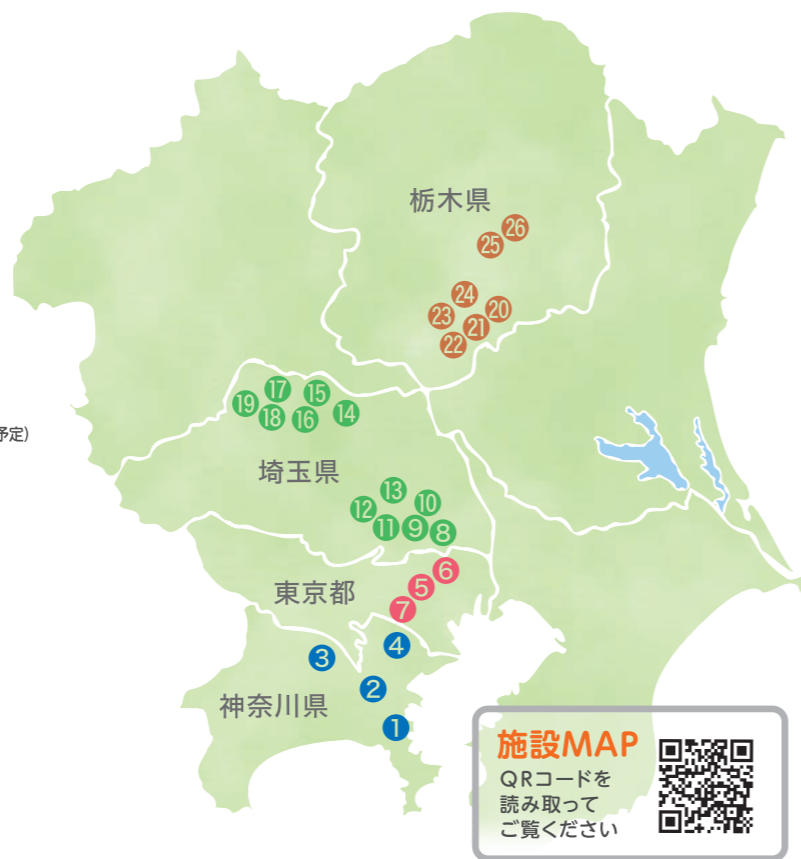 栃木県
㉖
㉕
㉔
㉓
⑳
㉑
㉒
⑰
⑮
⑲
⑱
⑯
⑭
予定)
埼玉県
⑬
⑫
⑩
⑪
⑨
⑧
東京都
⑥
⑤
⑦
④
③
②
神奈川県
①
施設MAP
QRコードを
読み取って
ご覧ください